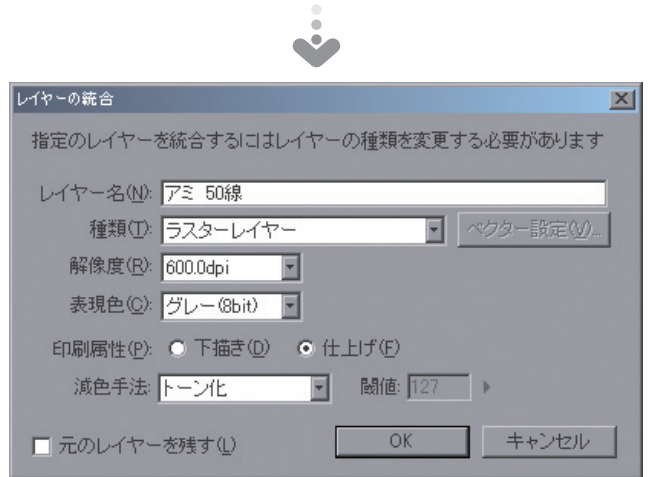 レイヤーの統合
指定のレイヤーを統合するにはレイヤーの種類を変更する必要があります
レイヤー名(N): アミ 50線
種類(T): ラスターレイヤー ベクター設定(V)...
解像度(R): 600.0dpi
表現色(C): グレー(8bit)
印刷属性(P): 下描き(D) 仕上げ(F)
減色手法: トーン化 閾値: 127
元のレイヤーを残す(L) OK キャンセル